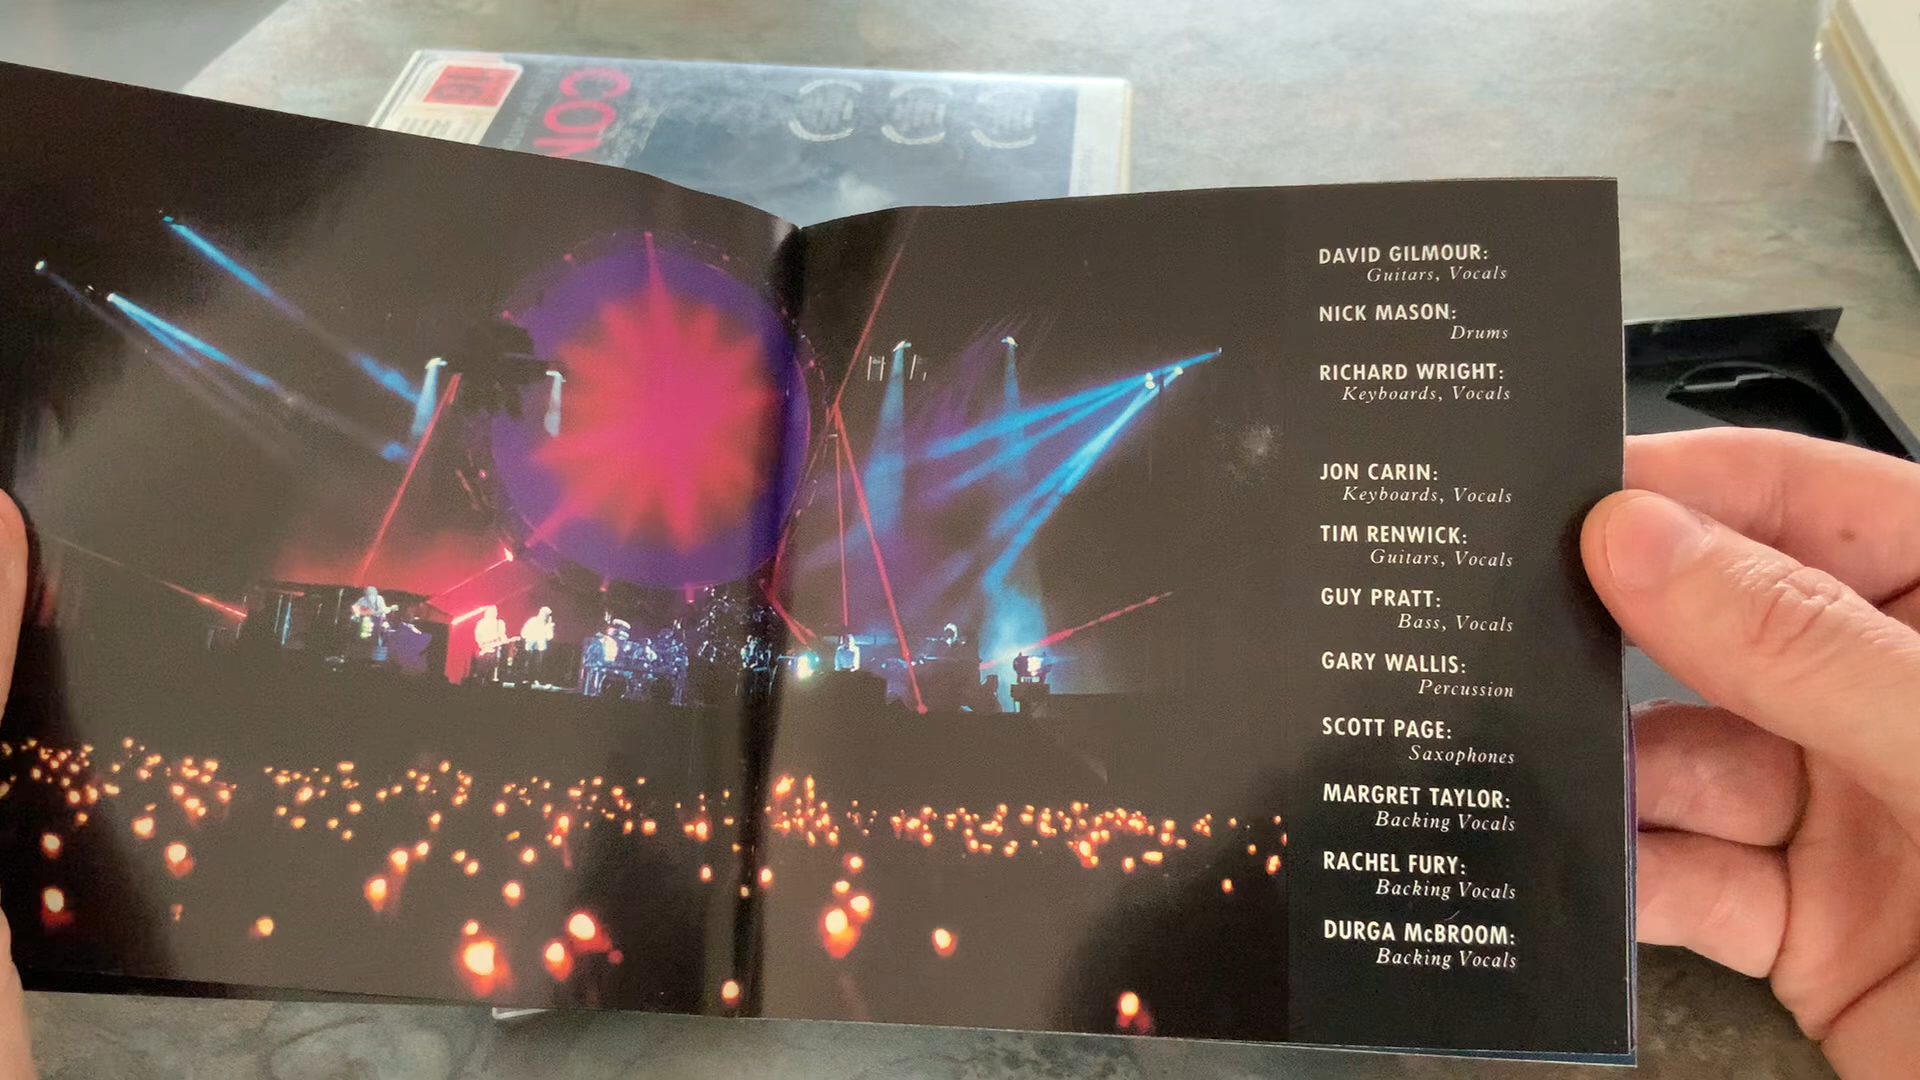 CON
DAVID GILMOUR:
Guitars, Vocals
NICK MASON:
Drums
RICHARD WRIGHT:
Keyboards, Vocals
JON CARIN:
Keyboards, Vocals
TIM RENWICK:
Guitars, Vocals
GUY PRATT:
Bass, Vocals
GARY WALLIS:
Percussion
SCOTT PAGE:
Saxophones
MARGRET TAYLOR:
Backing Vocals
RACHEL FURY:
Backing Vocals
DURGA McBROOM:
Backing Vocals